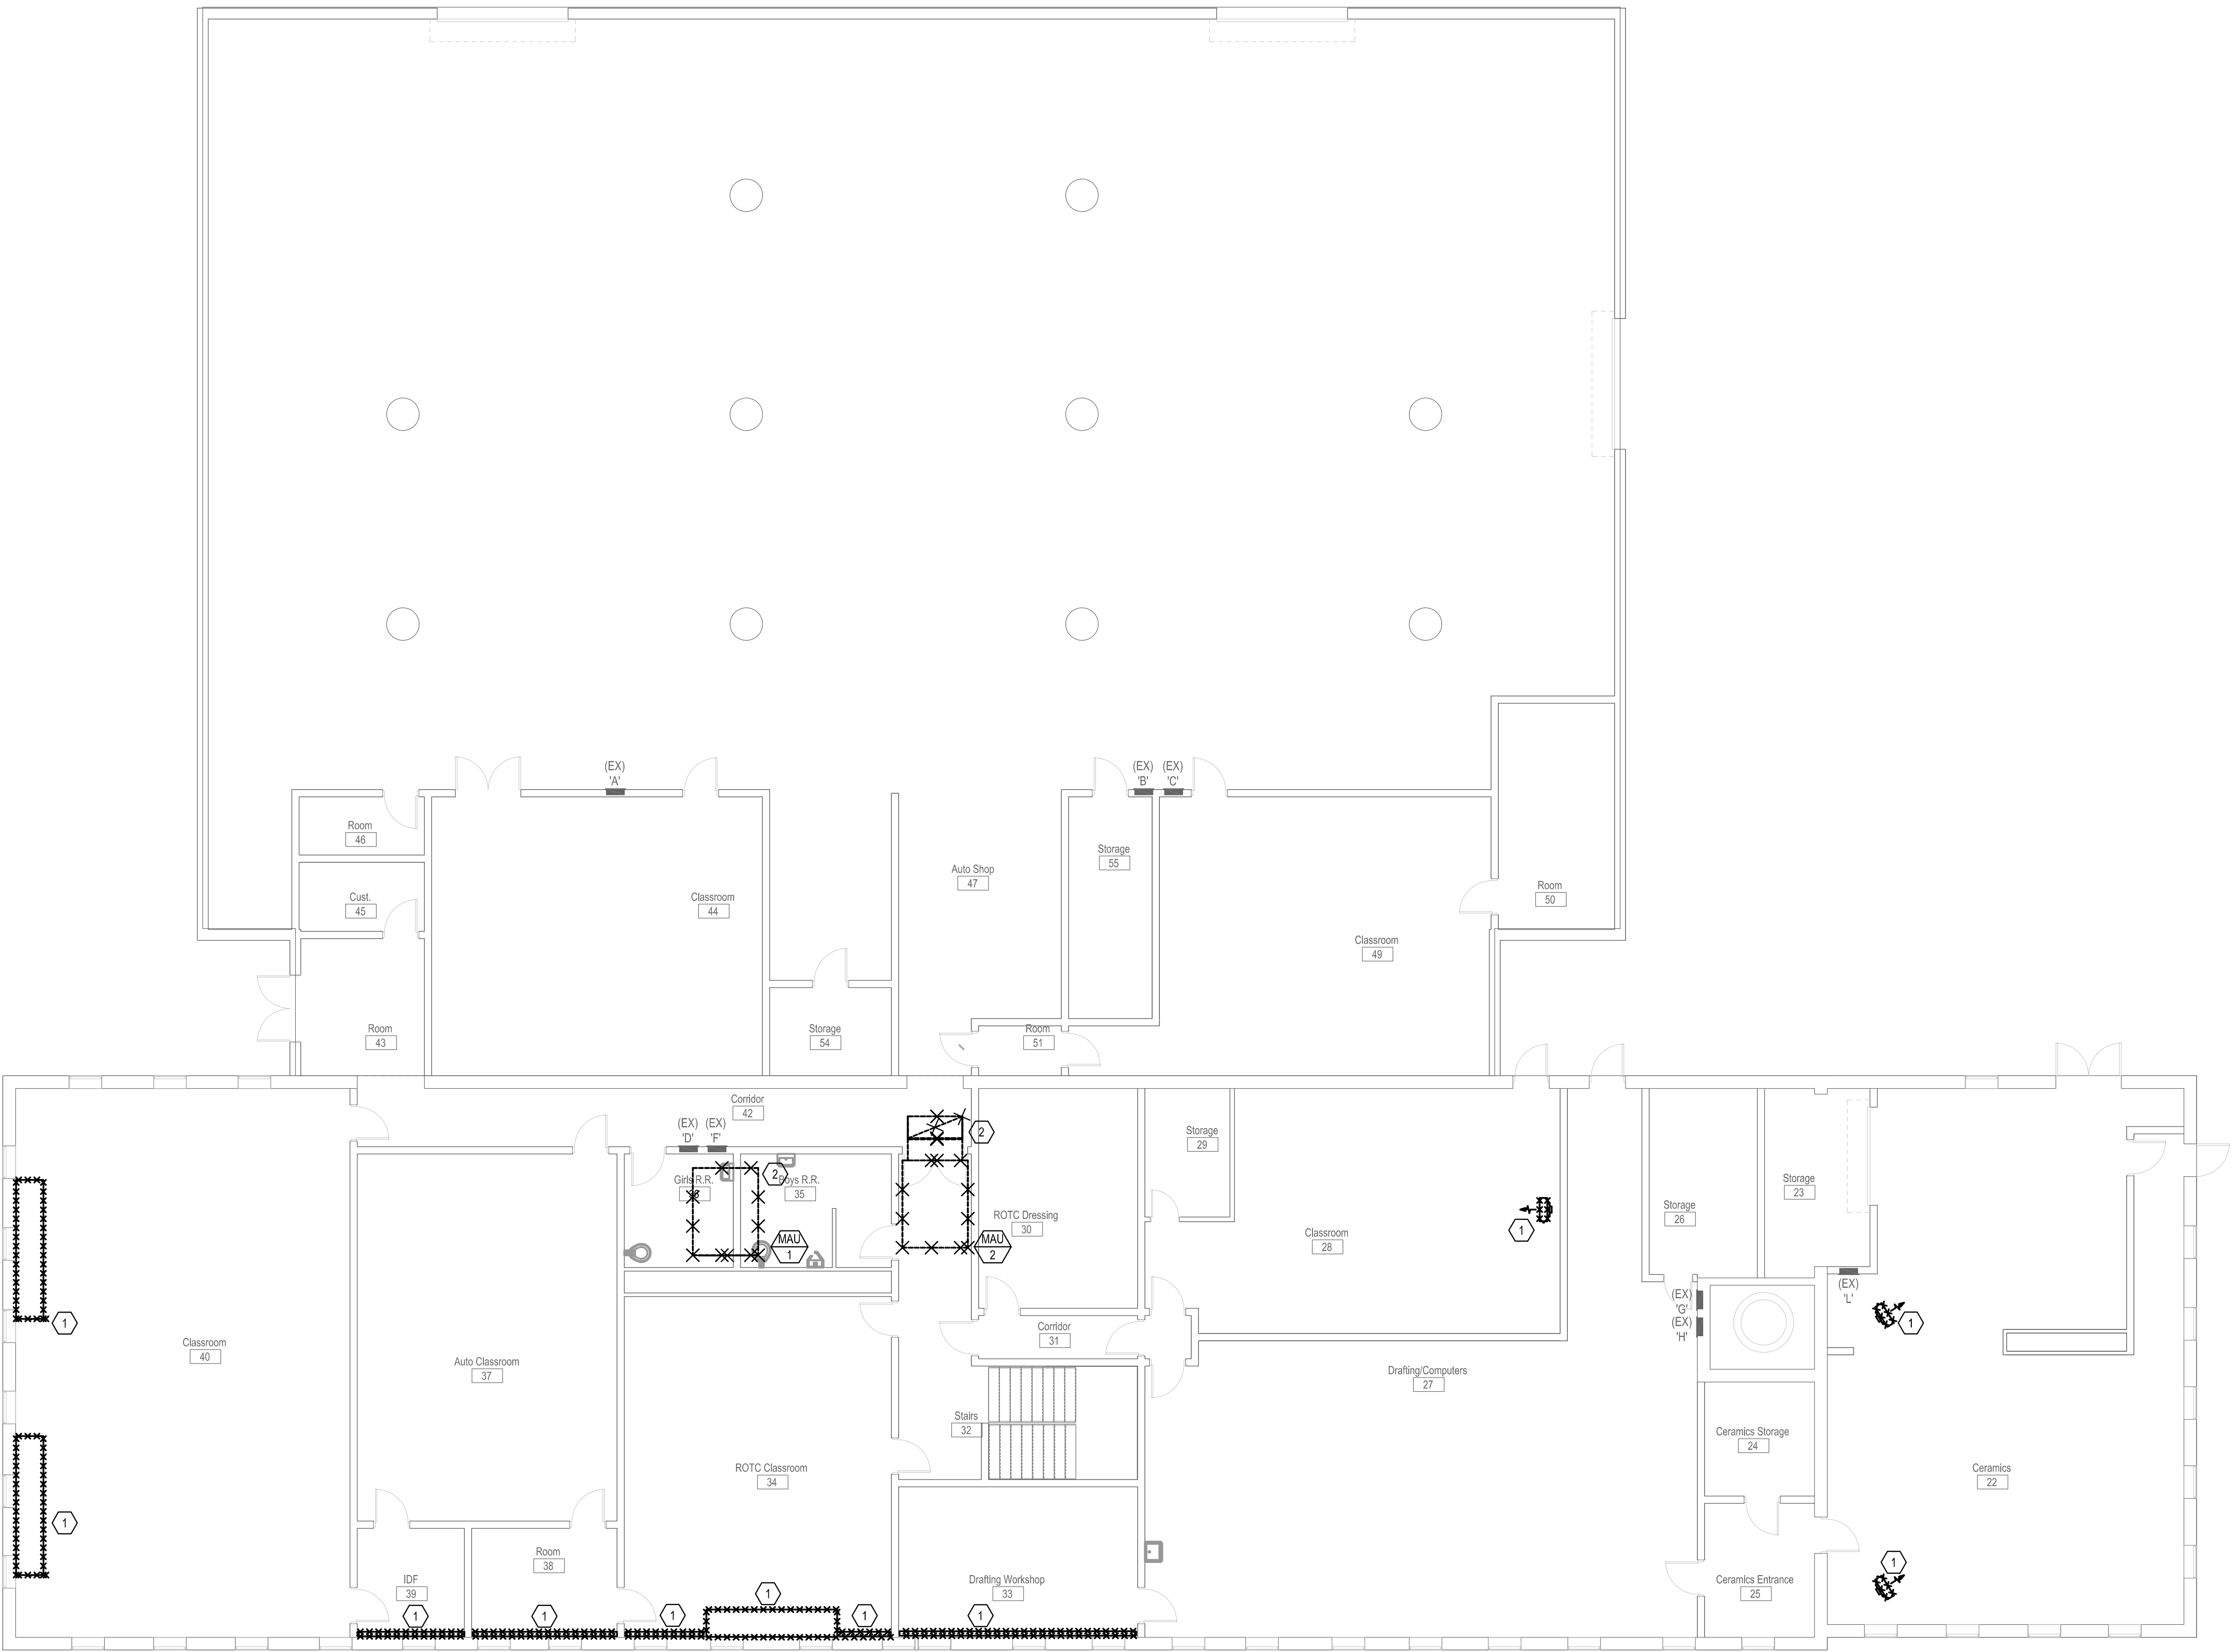 (EX)
'A'
(EX)
'B'
(EX)
'C'
Room
46
Storage
55
Auto Shop
47
Cust.
45
Classroom
44
Room
50
Classroom
49
Room
43
Storage
54
Room
51
Corridor
42
(EX)
'D'
(EX)
'F'
2
Storage
29
Girls R.R.
2
Boys R.R.
35
Storage
23
Storage
26
ROTC Dressing
30
Classroom
28
1
MAU
1
MAU
2
(EX)
'L'
(EX)
'G'
(EX)
'H'
1
1
Classroom
40
Corridor
31
Auto Classroom
37
Drafting/Computers
27
Stairs
32
Ceramics Storage
24
ROTC Classroom
34
Ceramics
22
1
Room
38
1
IDF
39
Drafting Workshop
33
Ceramics Entrance
25
1
1
1
1
1
1